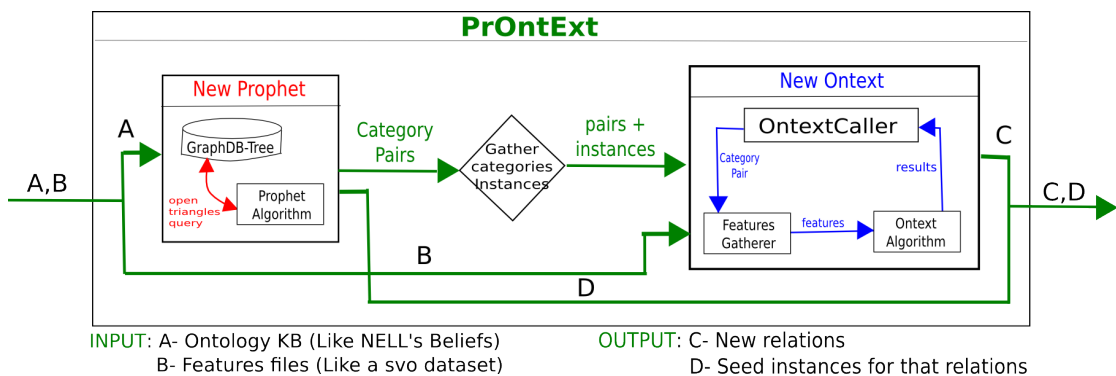 PrOntExt
New Prophet
GraphDB-Tree
open
triangles
query
Prophet
Algorithm
A
A,B
Category
Pairs
Gather
categories
Instances
pairs +
instances
New Ontext
OntextCaller
Category
Pair
results
Features
Gatherer
features
Ontext
Algorithm
C
C,D
B
D
INPUT: A- Ontology KB (Like NELL's Beliefs)
B- Features files (Like a svo dataset)
OUTPUT: C- New relations
D- Seed instances for that relations